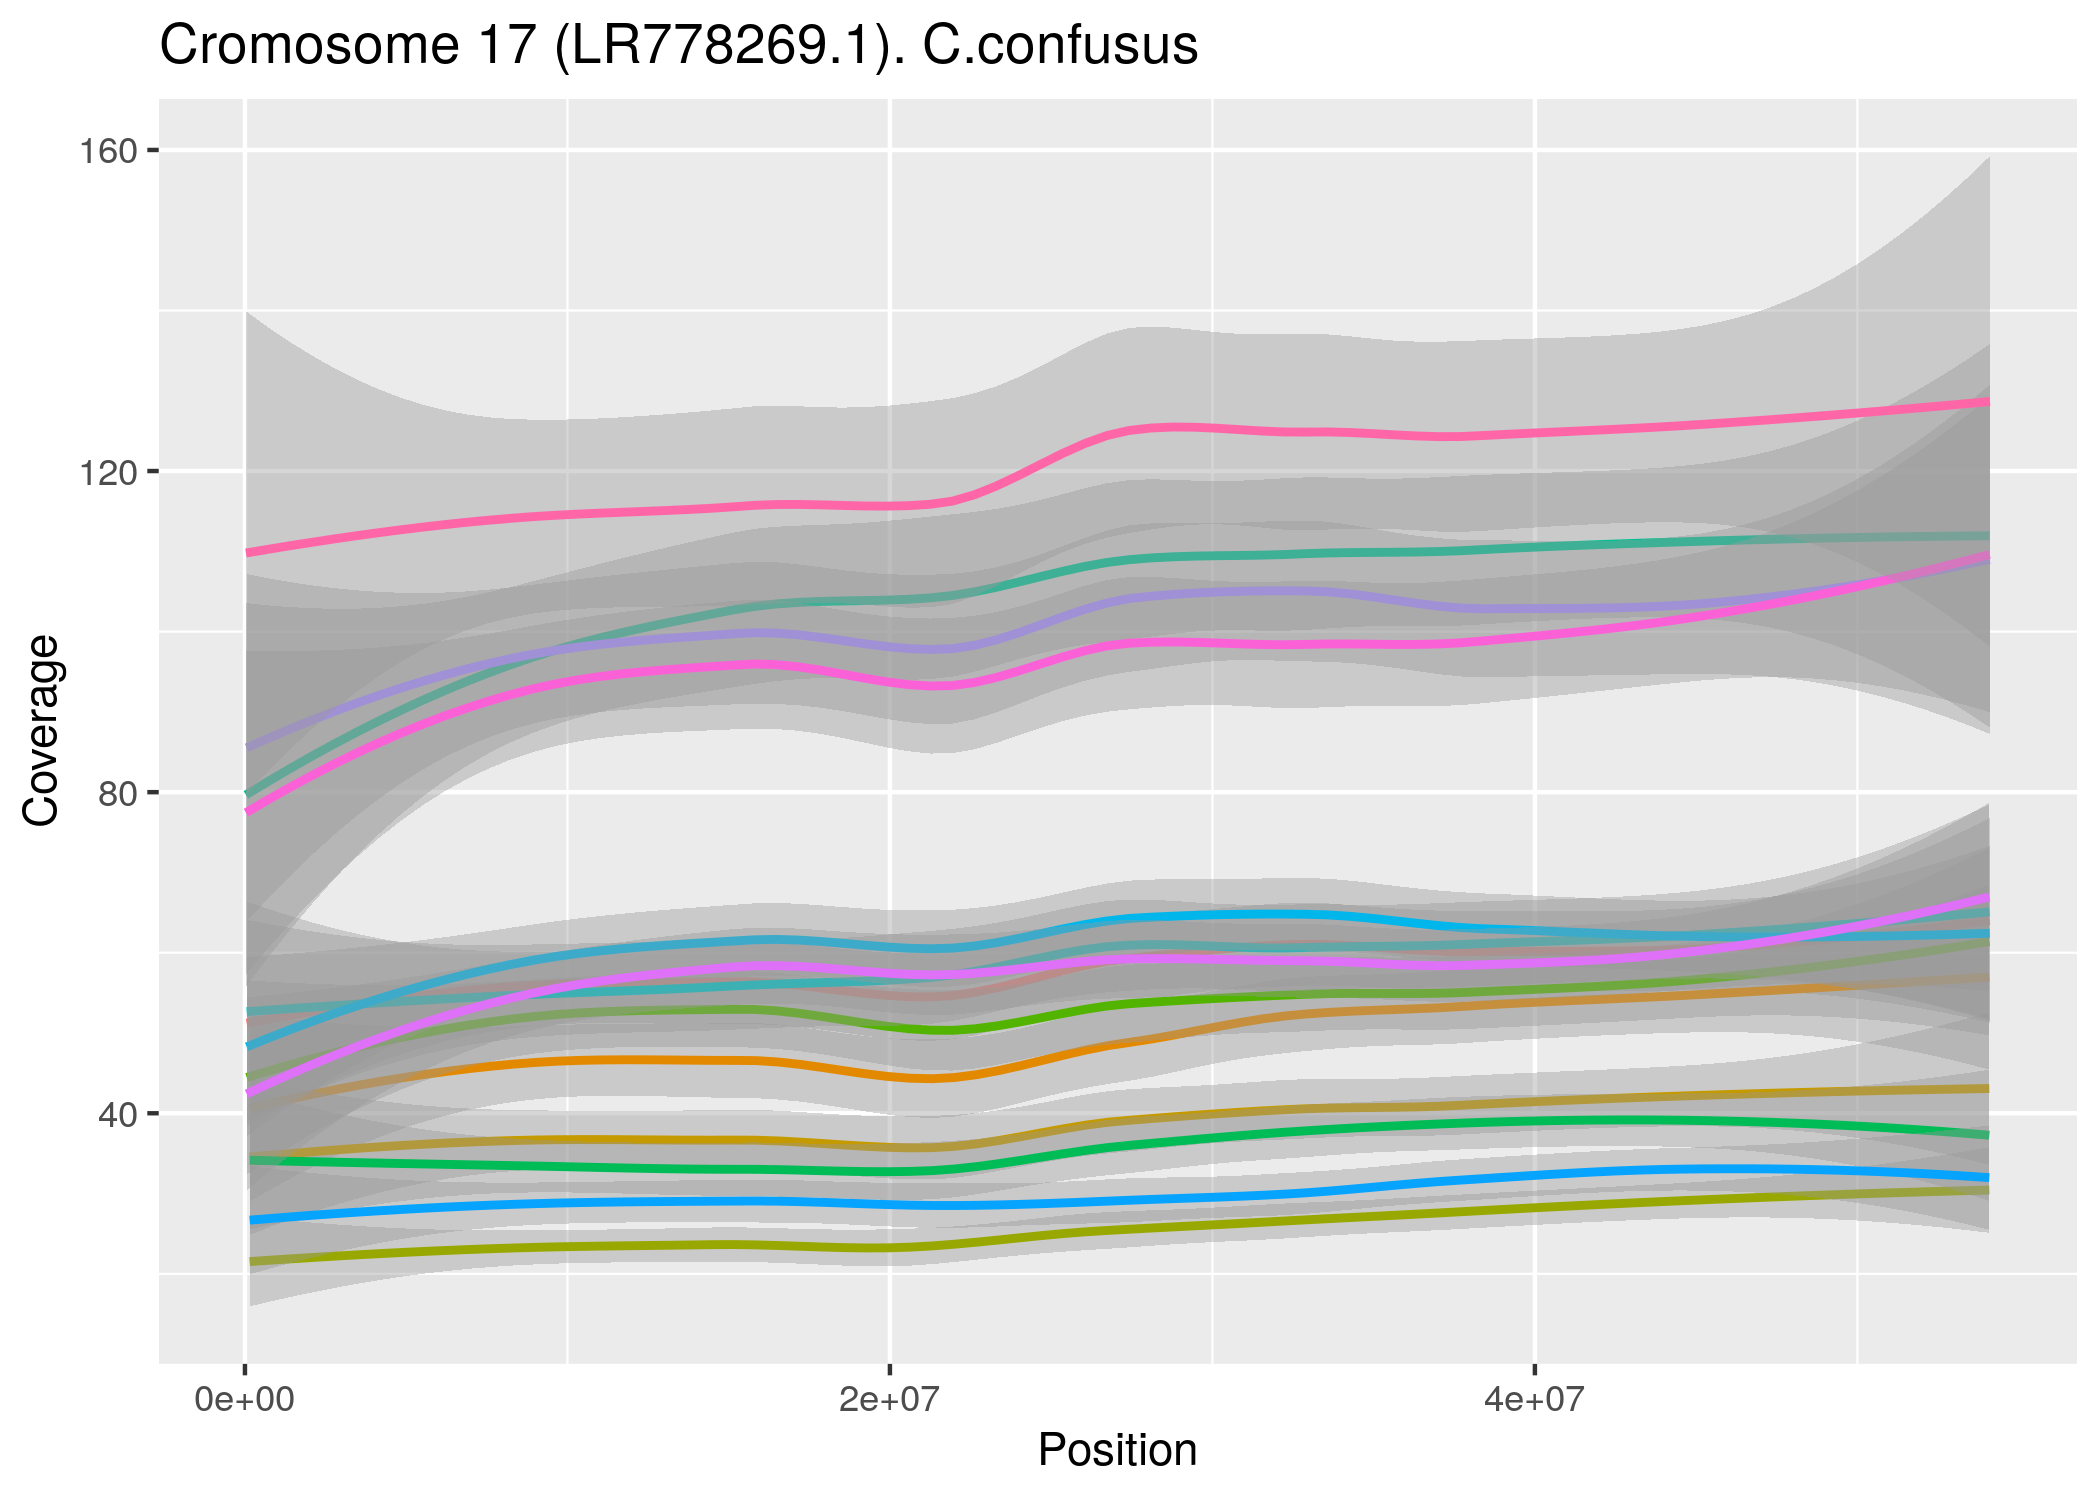 Cromosome 17 (LR778269.1). C.confusus
160
120
80
40
Coverage
0e+00 2e+07 4e+07
Position